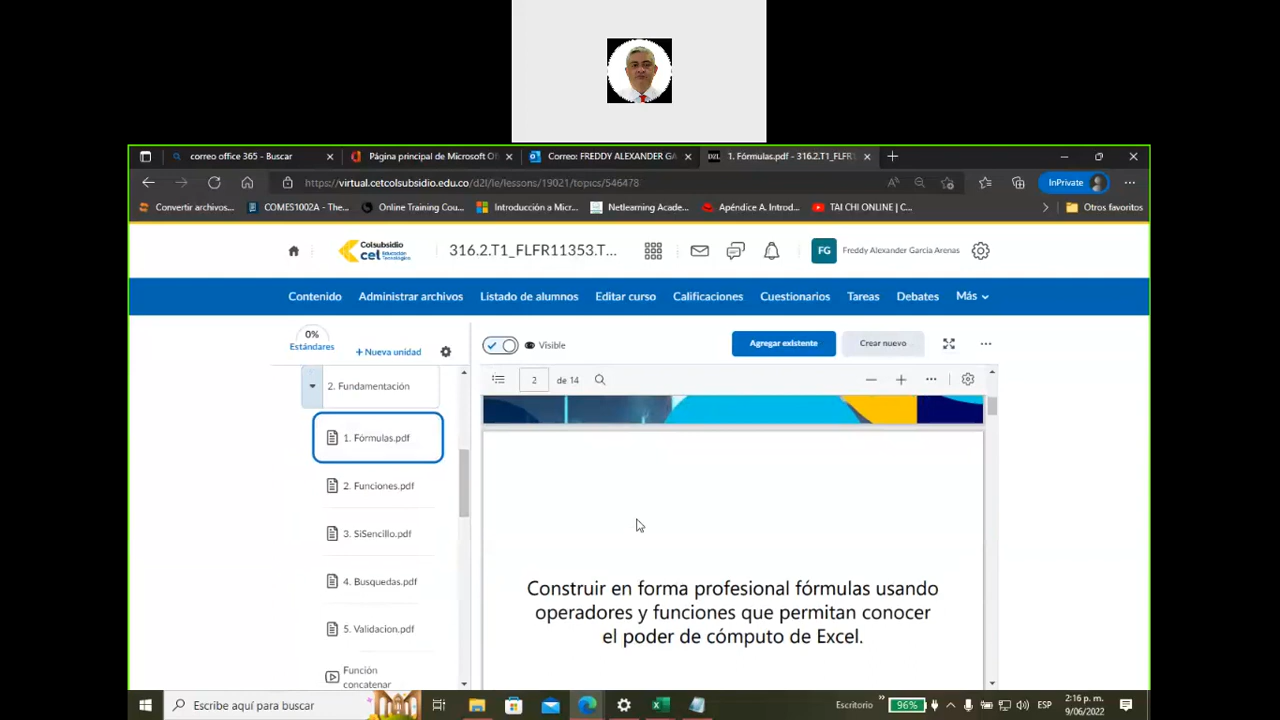 correo office 365 - Buscar
Página principal de Microsoft Of
Correo: FREDDY ALEXANDER GA
D2L
1. Fórmulas.pdf - 316.2.T1_FLFR1
https://virtual.cetcolsubsidio.edu.co/d2l/le/lessons/19021/topics/546478
InPrivate
Convertir archivos...
COMES1002A - The...
Online Training Cou...
Introducción a Micr...
Netlearning Acade...
Apéndice A. Introd...
TAI CHI ONLINE | C...
Otros favoritos
Colsubsidio
cet Educación
Tecnológica
316.2.T1_FLFR11353.T...
FG
Freddy Alexander Garcia Arenas
Contenido
Administrar archivos
Listado de alumnos
Editar curso
Calificaciones
Cuestionarios
Tareas
Debates
Más
0%
Estándares
+ Nueva unidad
Visible
Agregar existente
Crear nuevo
2. Fundamentación
1. Fórmulas.pdf
2. Funciones.pdf
3. SiSencillo.pdf
4. Busquedas.pdf
5. Validacion.pdf
Función
concatenar
2 de 14
Construir en forma profesional fórmulas usando
operadores y funciones que permitan conocer
el poder de cómputo de Excel.
Escribe aquí para buscar
Escritorio
96%
ESP
2:16 p. m.
9/06/2022